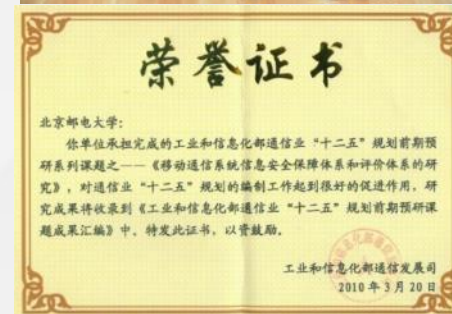 荣誉证书
北京邮电大学:
你单位承担完成的工业和信息化部通信业“十二五”规划前期预
研系列课题之——《移动通信系统信息安全保障体系和评价体系的研
究》,对通信业“十二五”规划的编制工作起到很好的促进作用,研
究成果将收录到《工业和信息化部通信业“十二五”规划前期预研课
题成果汇编》中。特发此证书,以资鼓励。
工业和信息化部通信发展司
2010年3月20日